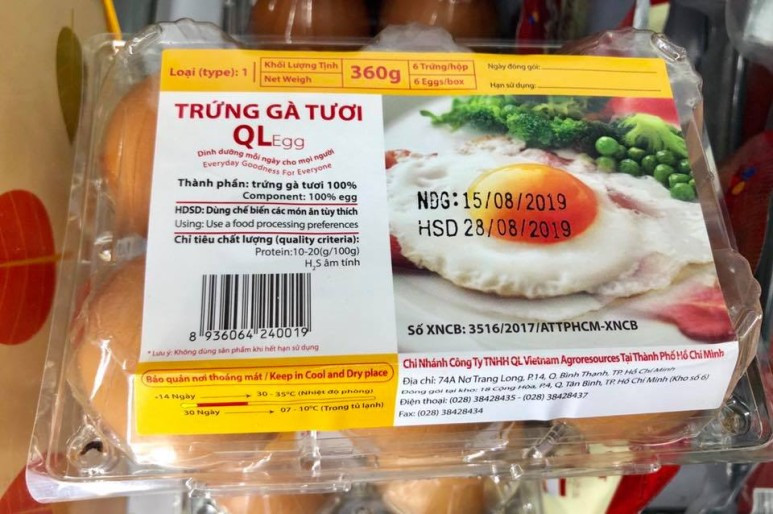 Loại (type): 1
Khối Lượng Tịnh
Net Weigh
360g
6 Trứng/hộp
6 Eggs/box
Ngày đóng gói:
Hạn sử dụng:
TRỨNG GÀ TƯƠI
QLEgg
Dinh dưỡng mỗi ngày cho mọi người
Everyday Goodness For Everyone
Thành phần: trứng gà tươi 100%
Component: 100% egg
HDSD: Dùng chế biến các món ăn tùy thích
Using: Use a food processing preferences
Chỉ tiêu chất lượng (quality criteria):
Protein:10-20(g/100g)
H₂S âm tính
8 936064 240019
* Lưu ý: Không dùng sản phẩm khi hết hạn sử dụng
Bảo quản nơi thoáng mát / Keep in Cool and Dry place
-14 Ngày 30 - 35°C (Nhiệt độ phòng)
30 Ngày 07 - 10°C (Trong tủ lạnh)
NDG: 15/08/2019
HSD 28/08/2019
Số XNCB: 3516/2017/ATTPHCM-XNCB
Chi Nhánh Công Ty TNHH QL Vietnam Agroresources Tại Thành Phố Hồ Chí Minh
Địa chỉ: 74A Nơ Trang Long, P.14, Q. Bình Thạnh, TP. Hồ Chí Minh
Đóng gói tại kho: 18 Cộng Hòa, P.4, Q. Tân Bình, TP. Hồ Chí Minh (Kho số 6)
Điện thoại: (028) 38428435 - (028) 38428437
Fax: (028) 38428434